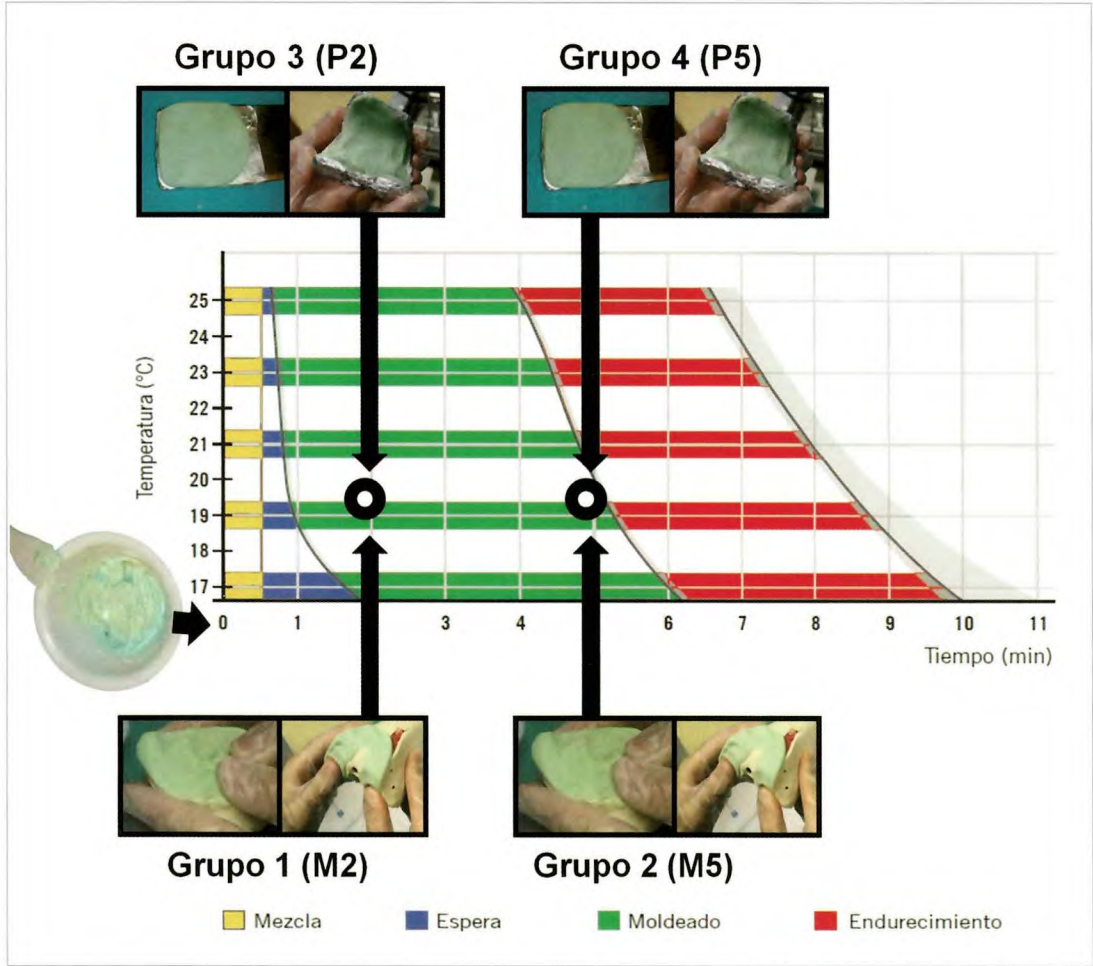 Grupo 3 (P2)
Grupo 4 (P5)
Temperatura (°C)
25
24
23
22
21
20
19
18
17
0
1
3
4
6
7
8
9
10
11
Tiempo (min)
Grupo 1 (M2)
Grupo 2 (M5)
Mezcla
Espera
Moldeado
Endurecimiento